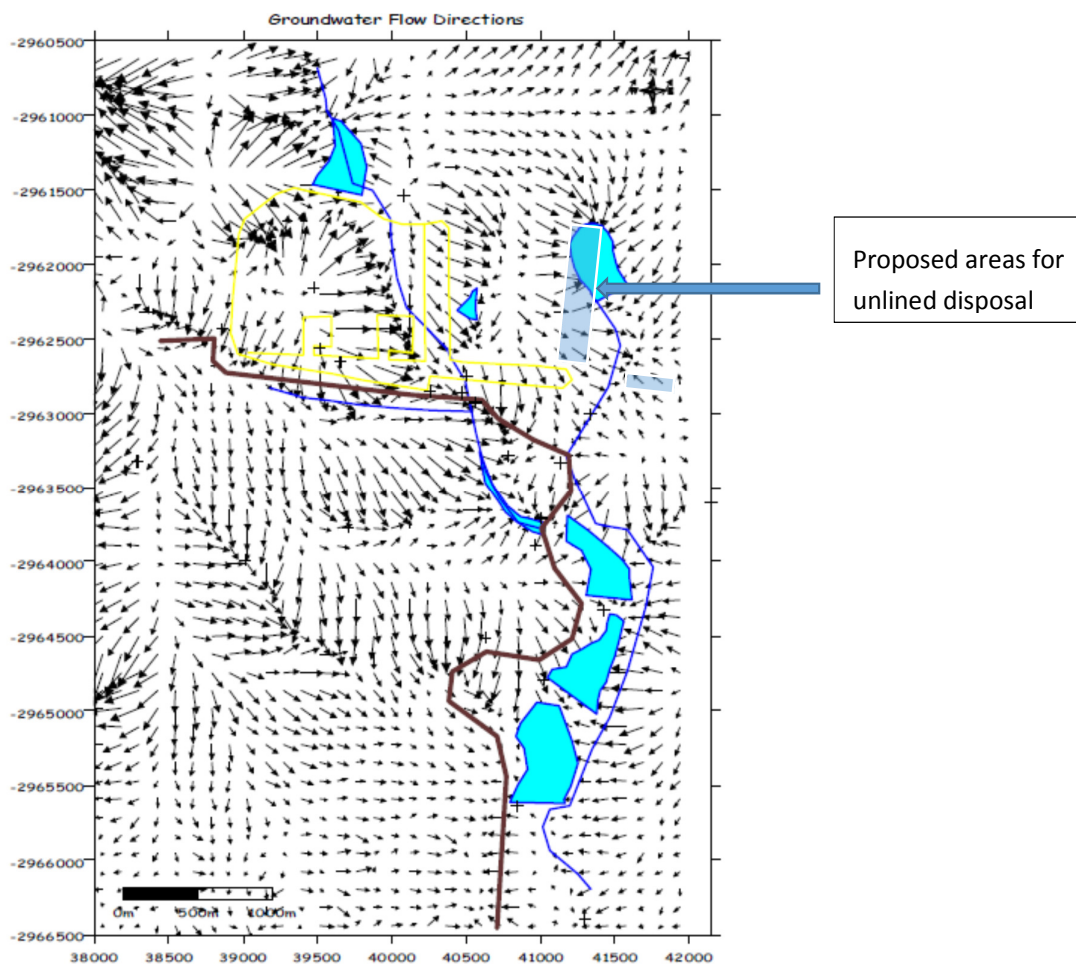 Groundwater Flow Directions
-2960500
-2961000
-2961500
-2962000
-2962500
-2963000
-2963500
-2964000
-2964500
-2965000
-2965500
-2966000
-2966500
Proposed areas for
unlined disposal
0m 500m 1000m
38000 38500 39000 39500 40000 40500 41000 41500 42000